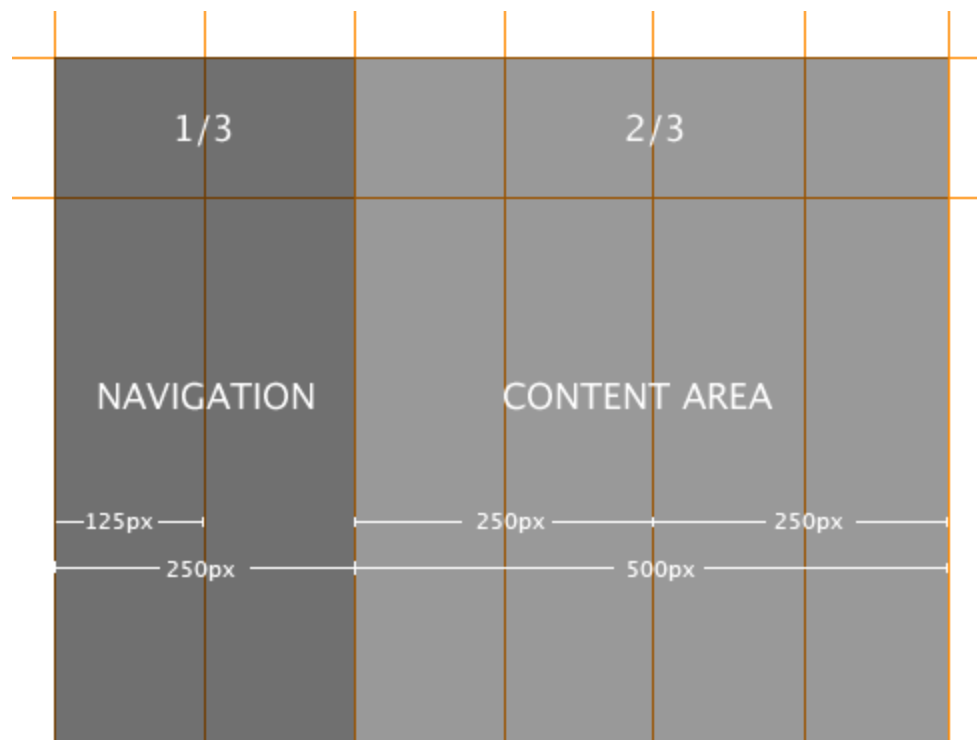 1/3
2/3
NAVIGATION
CONTENT AREA
125px
250px
250px
250px
500px